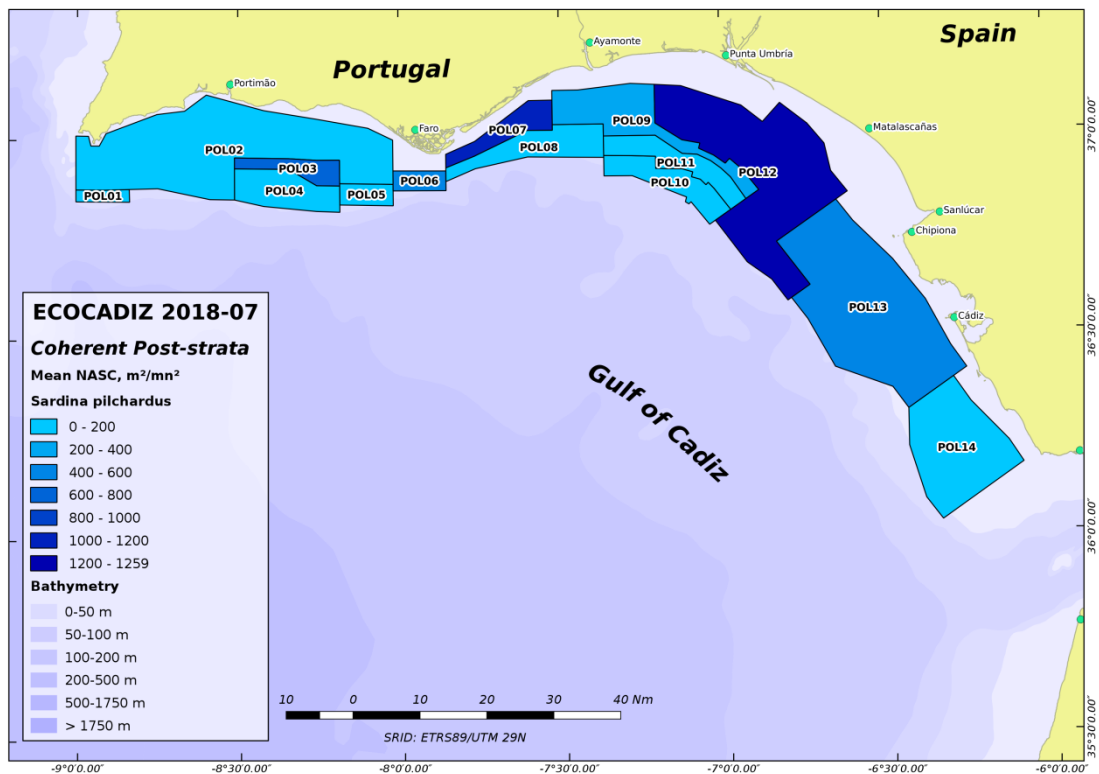 Spain
Portugal
Ayamonte
Punta Umbría
Portimão
Faro
Matalascañas
Sanlúcar
Chipiona
Cádiz
POL01
POL02
POL03
POL04
POL05
POL06
POL07
POL08
POL09
POL10
POL11
POL12
POL13
POL14
Gulf of Cadiz
ECOCADIZ 2018-07
Coherent Post-strata
Mean NASC, m²/mn²
Sardina pilchardus
0 - 200
200 - 400
400 - 600
600 - 800
800 - 1000
1000 - 1200
1200 - 1259
Bathymetry
0-50 m
50-100 m
100-200 m
200-500 m
500-1750 m
> 1750 m
10 0 10 20 30 40 Nm
SRID: ETRS89/UTM 29N
37°0'0.00"
36°30'0.00"
36°0'0.00"
35°30'0.00"
-9°0'0.00" -8°30'0.00" -8°0'0.00" -7°30'0.00" -7°0'0.00" -6°30'0.00" -6°0'0.00"